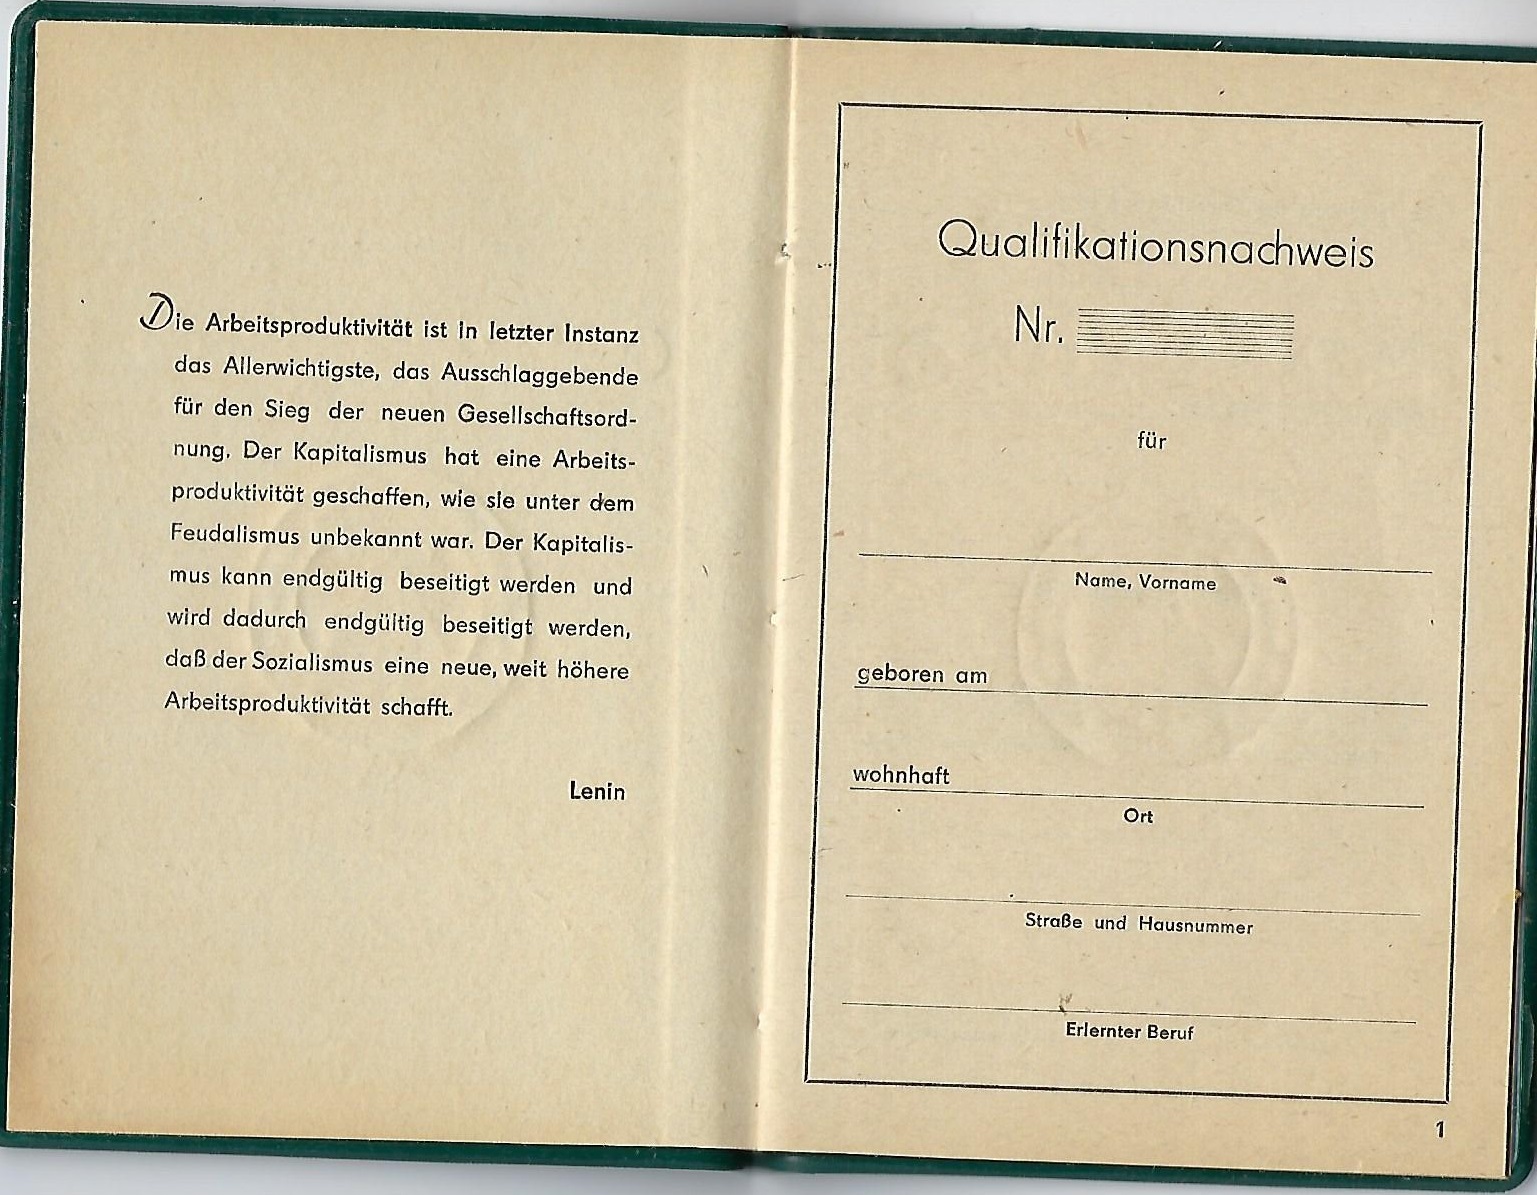 Die Arbeitsproduktivität ist in letzter Instanz
das Allerwichtigste, das Ausschlaggebende
für den Sieg der neuen Gesellschaftsord-
nung. Der Kapitalismus hat eine Arbeits-
produktivität geschaffen, wie sie unter dem
Feudalismus unbekannt war. Der Kapitalis-
mus kann endgültig beseitigt werden und
wird dadurch endgültig beseitigt werden,
daß der Sozialismus eine neue, weit höhere
Arbeitsproduktivität schafft.
Lenin
Qualifikationsnachweis
Nr.
für
Name, Vorname
geboren am
wohnhaft
Ort
Straße und Hausnummer
Erlernter Beruf
1